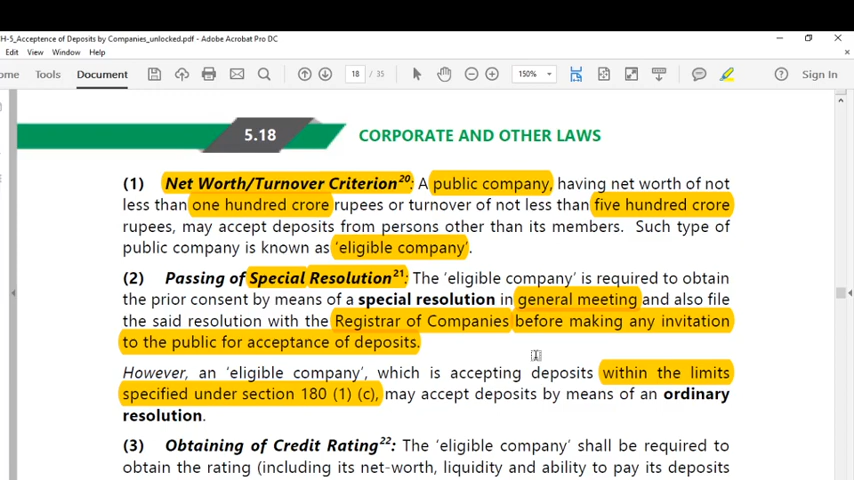 H-5_Acceptence of Deposits by Companies_unlocked.pdf - Adobe Acrobat Pro DC
Edit View Window Help
ome Tools Document 18 / 35 150% Sign In
5.18 CORPORATE AND OTHER LAWS
(1) Net Worth/Turnover Criterion20: A public company, having net worth of not
less than one hundred crore rupees or turnover of not less than five hundred crore
rupees, may accept deposits from persons other than its members. Such type of
public company is known as 'eligible company'.
(2) Passing of Special Resolution21: The 'eligible company' is required to obtain
the prior consent by means of a special resolution in general meeting and also file
the said resolution with the Registrar of Companies before making any invitation
to the public for acceptance of deposits.
However, an 'eligible company', which is accepting deposits within the limits
specified under section 180 (1) (c), may accept deposits by means of an ordinary
resolution.
(3) Obtaining of Credit Rating22: The 'eligible company' shall be required to
obtain the rating (including its net-worth, liquidity and ability to pay its deposits